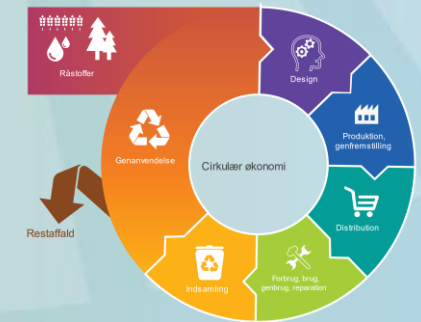 Råstoffer
Design
Produktion,
genfremstilling
Distribution
Forbrug, brug,
genbrug, reparation
Indsamling
Genanvendelse
Restaffald
Cirkulær økonomi